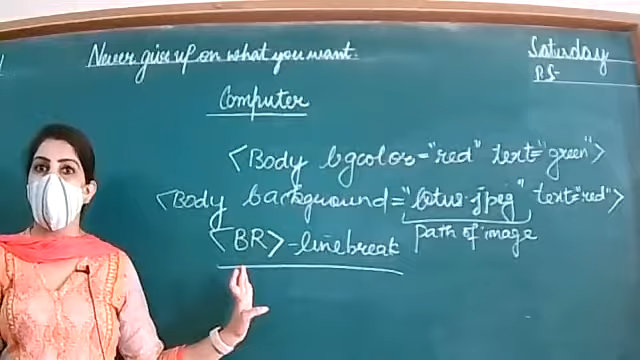 Never give up on what you want.
Saturday
P.S-
Computer
<Body bgcolor="red" text="green">
<Body background="lotus.jpeg" text="red">
path of image
<BR>-linebreak